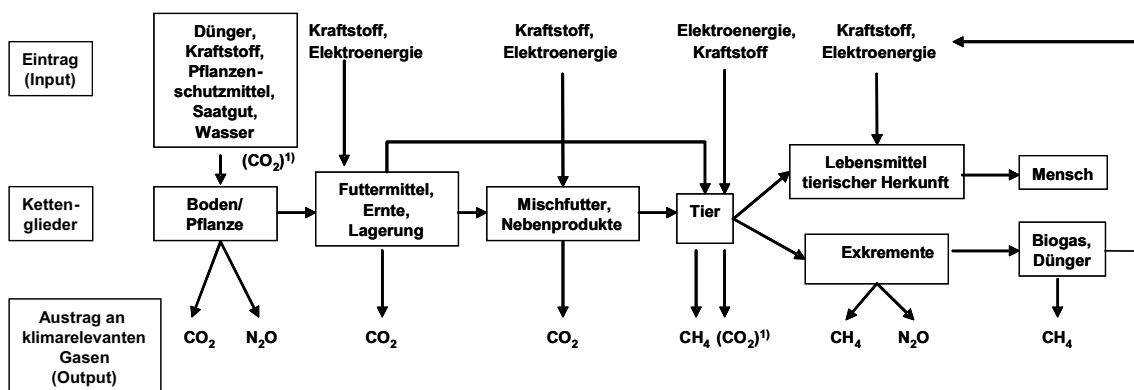 Eintrag
(Input)
Dünger,
Kraftstoff,
Pflanzen-
schutzmittel,
Saatgut,
Wasser
Kraftstoff,
Elektroenergie
Kraftstoff,
Elektroenergie
Elektroenergie,
Kraftstoff
Kraftstoff,
Elektroenergie
(CO₂)¹⁾
Ketten-
glieder
Boden/
Pflanze
Futtermittel,
Ernte,
Lagerung
Mischfutter,
Nebenprodukte
Tier
Lebensmittel
tierischer Herkunft
Mensch
Exkremente
Biogas,
Dünger
Austrag an
klimarelevanten
Gasen
(Output)
CO₂
N₂O
CO₂
CO₂
CH₄ (CO₂)¹⁾
CH₄
N₂O
CH₄